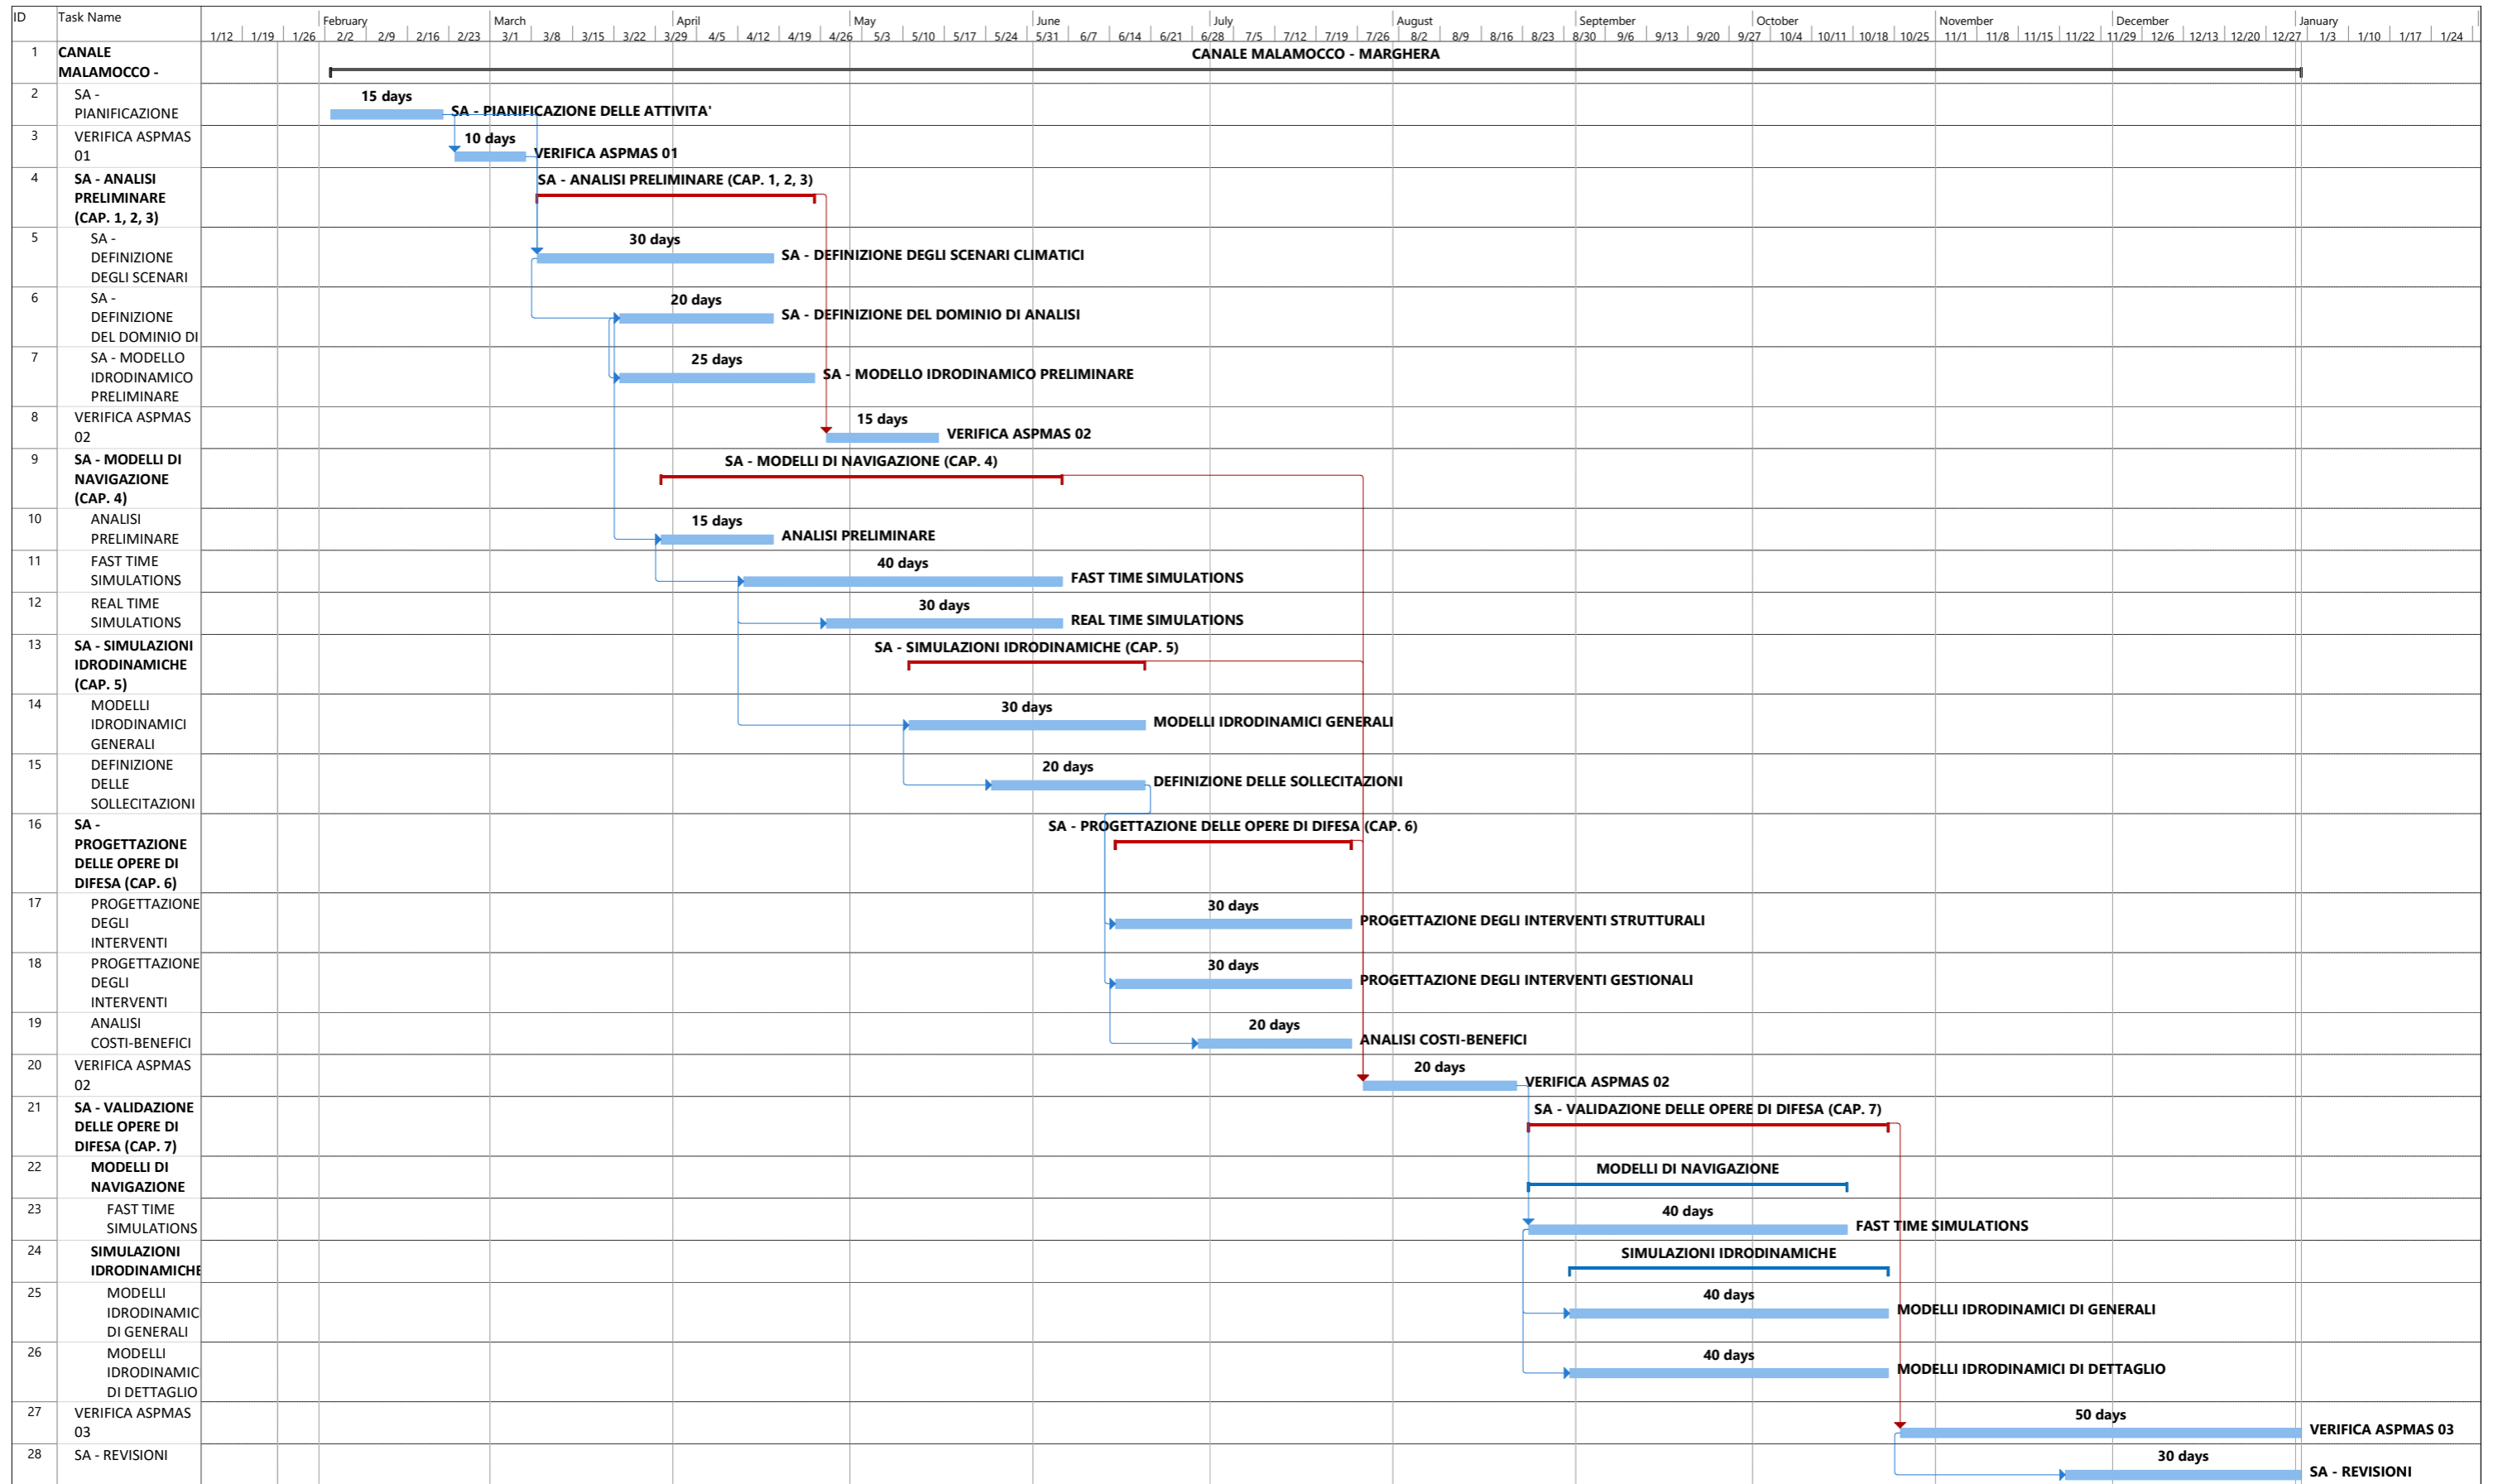 ID Task Name February March April May June July August September October November December January
1/12 1/19 1/26 2/2 2/9 2/16 2/23 3/1 3/8 3/15 3/22 3/29 4/5 4/12 4/19 4/26 5/3 5/10 5/17 5/24 5/31 6/7 6/14 6/21 6/28 7/5 7/12 7/19 7/26 8/2 8/9 8/16 8/23 8/30 9/6 9/13 9/20 9/27 10/4 10/11 10/18 10/25 11/1 11/8 11/15 11/22 11/29 12/6 12/13 12/20 12/27 1/3 1/10 1/17 1/24
1 CANALE
MALAMOCCO -
CANALE MALAMOCCO - MARGHERA
2 SA -
PIANIFICAZIONE
15 days
SA - PIANIFICAZIONE DELLE ATTIVITA'
3 VERIFICA ASPMAS
01
10 days
VERIFICA ASPMAS 01
4 SA - ANALISI
PRELIMINARE
(CAP. 1, 2, 3)
SA - ANALISI PRELIMINARE (CAP. 1, 2, 3)
5 SA -
DEFINIZIONE
DEGLI SCENARI
30 days
SA - DEFINIZIONE DEGLI SCENARI CLIMATICI
6 SA -
DEFINIZIONE
DEL DOMINIO DI
20 days
SA - DEFINIZIONE DEL DOMINIO DI ANALISI
7 SA - MODELLO
IDRODINAMICO
PRELIMINARE
25 days
SA - MODELLO IDRODINAMICO PRELIMINARE
8 VERIFICA ASPMAS
02
15 days
VERIFICA ASPMAS 02
9 SA - MODELLI DI
NAVIGAZIONE
(CAP. 4)
SA - MODELLI DI NAVIGAZIONE (CAP. 4)
10 ANALISI
PRELIMINARE
15 days
ANALISI PRELIMINARE
11 FAST TIME
SIMULATIONS
40 days
FAST TIME SIMULATIONS
12 REAL TIME
SIMULATIONS
30 days
REAL TIME SIMULATIONS
13 SA - SIMULAZIONI
IDRODINAMICHE
(CAP. 5)
SA - SIMULAZIONI IDRODINAMICHE (CAP. 5)
14 MODELLI
IDRODINAMICI
GENERALI
30 days
MODELLI IDRODINAMICI GENERALI
15 DEFINIZIONE
DELLE
SOLLECITAZIONI
20 days
DEFINIZIONE DELLE SOLLECITAZIONI
16 SA -
PROGETTAZIONE
DELLE OPERE DI
DIFESA (CAP. 6)
SA - PROGETTAZIONE DELLE OPERE DI DIFESA (CAP. 6)
17 PROGETTAZIONE
DEGLI
INTERVENTI
30 days
PROGETTAZIONE DEGLI INTERVENTI STRUTTURALI
18 PROGETTAZIONE
DEGLI
INTERVENTI
30 days
PROGETTAZIONE DEGLI INTERVENTI GESTIONALI
19 ANALISI
COSTI-BENEFICI
20 days
ANALISI COSTI-BENEFICI
20 VERIFICA ASPMAS
02
20 days
VERIFICA ASPMAS 02
21 SA - VALIDAZIONE
DELLE OPERE DI
DIFESA (CAP. 7)
SA - VALIDAZIONE DELLE OPERE DI DIFESA (CAP. 7)
22 MODELLI DI
NAVIGAZIONE
MODELLI DI NAVIGAZIONE
23 FAST TIME
SIMULATIONS
40 days
FAST TIME SIMULATIONS
24 SIMULAZIONI
IDRODINAMICHE
SIMULAZIONI IDRODINAMICHE
25 MODELLI
IDRODINAMIC
DI GENERALI
40 days
MODELLI IDRODINAMICI DI GENERALI
26 MODELLI
IDRODINAMIC
DI DETTAGLIO
40 days
MODELLI IDRODINAMICI DI DETTAGLIO
27 VERIFICA ASPMAS
03
50 days
VERIFICA ASPMAS 03
28 SA - REVISIONI
30 days
SA - REVISIONI